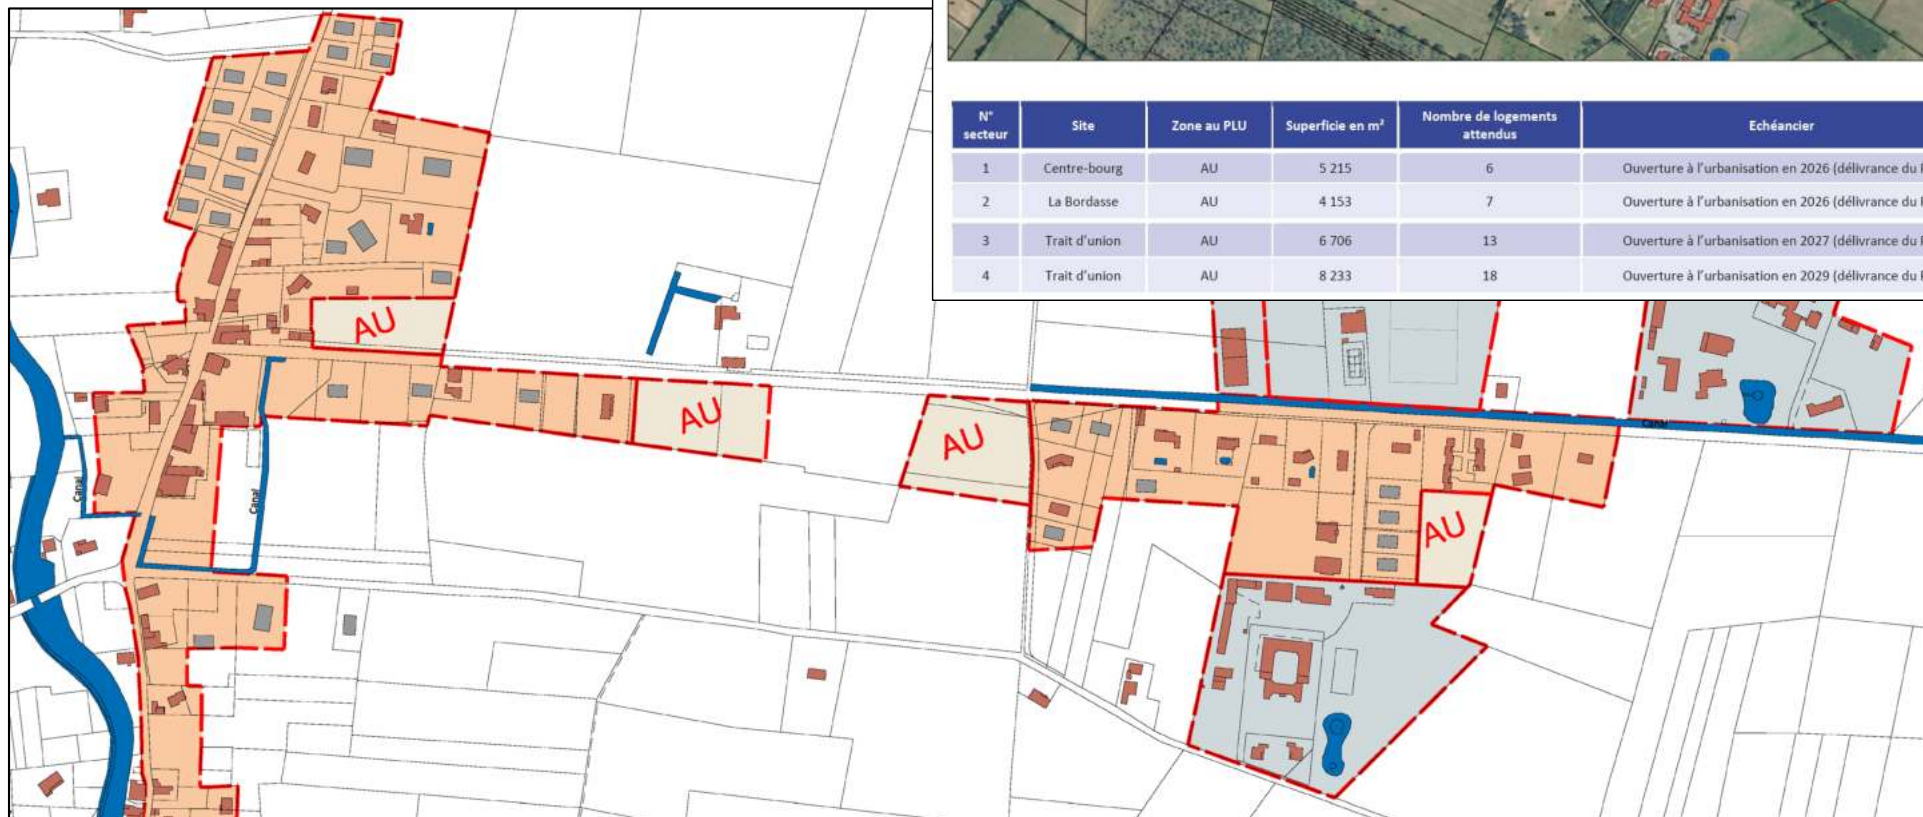 N° secteur Site Zone au PLU Superficie en m² Nombre de logements attendus Echéancier
1 Centre-bourg AU 5 215 6 Ouverture à l'urbanisation en 2026 (délivrance du
2 La Bordasse AU 4 153 7 Ouverture à l'urbanisation en 2026 (délivrance du
3 Trait d'union AU 6 706 13 Ouverture à l'urbanisation en 2027 (délivrance du
4 Trait d'union AU 8 233 18 Ouverture à l'urbanisation en 2029 (délivrance du
AU
AU
AU
AU
Canal
Canal
Canal